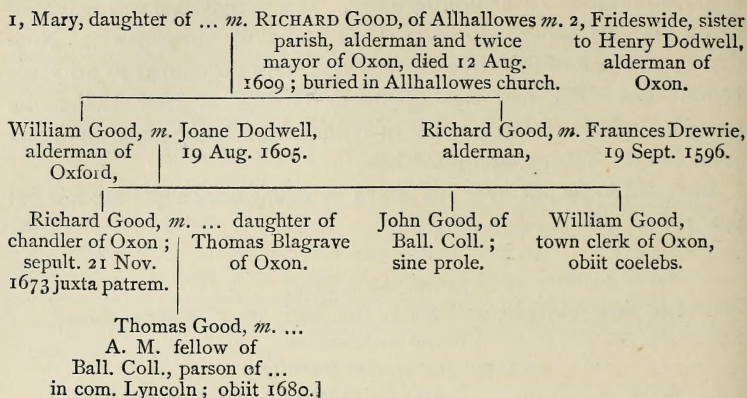 1, Mary, daughter of ... m. RICHARD GOOD, of Allhallowes m. 2, Frideswide, sister
parish, alderman and twice to Henry Dodwell,
mayor of Oxon, died 12 Aug. alderman of
1609 ; buried in Allhallowes church. Oxon.
William Good, m. Joane Dodwell, Richard Good, m. Fraunces Drewrie,
alderman of 19 Aug. 1605. alderman, 19 Sept. 1596.
Oxford,
Richard Good, m. ... daughter of John Good, of William Good,
chandler of Oxon ; Thomas Blagrave Ball. Coll. ; town clerk of Oxon,
sepult. 21 Nov. of Oxon. sine prole. obiit coelebs.
1673 juxta patrem.
Thomas Good, m. ...
A. M. fellow of
Ball. Coll., parson of ...
in com. Lyncoln ; obiit 1680.]